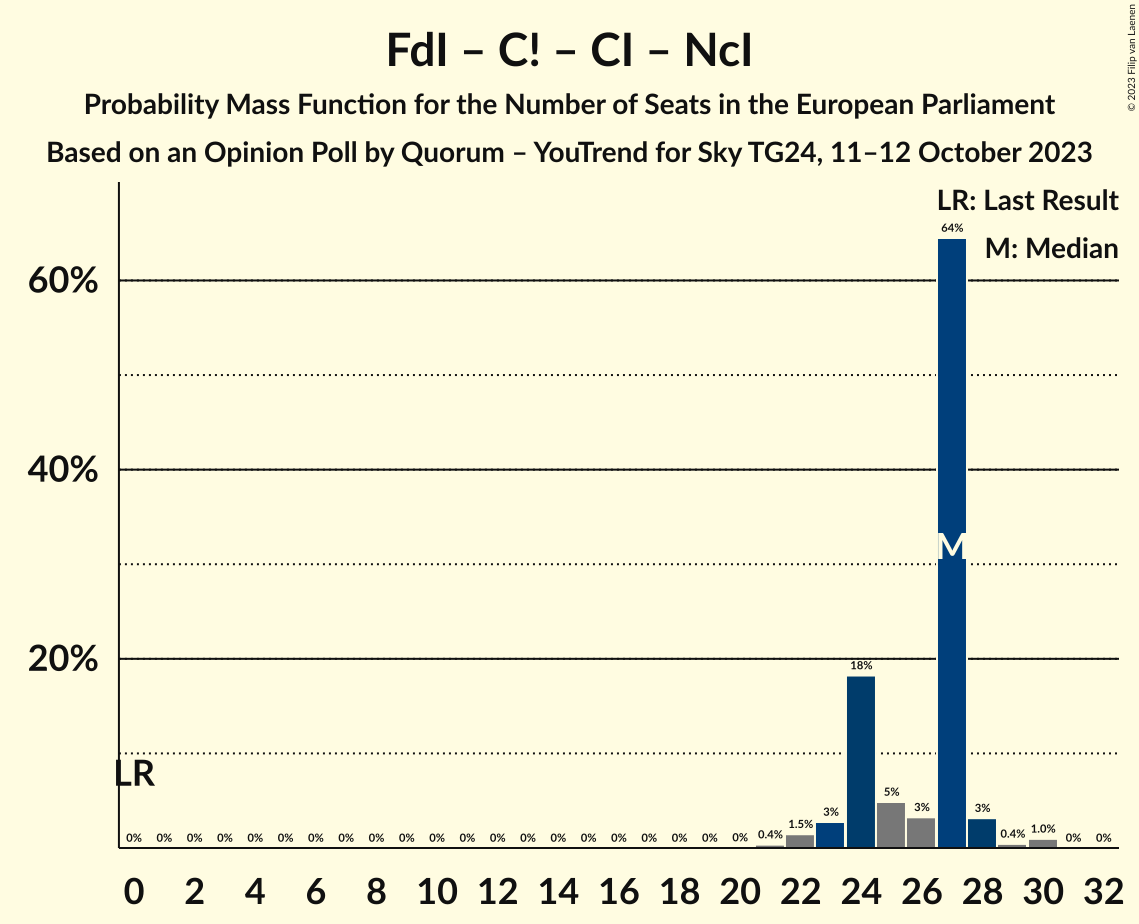 FdI – C! – CI – NcI
Probability Mass Function for the Number of Seats in the European Parliament
Based on an Opinion Poll by Quorum – YouTrend for Sky TG24, 11–12 October 2023
© 2023 Filip van Laenen
LR: Last Result
M: Median
60%
40%
20%
LR
M
0% 0% 0% 0% 0% 0% 0% 0% 0% 0% 0% 0% 0% 0% 0% 0% 0% 0% 0% 0% 0% 0.4% 1.5% 3% 18% 5% 3% 64% 3% 0.4% 1.0% 0% 0%
0 2 4 6 8 10 12 14 16 18 20 22 24 26 28 30 32